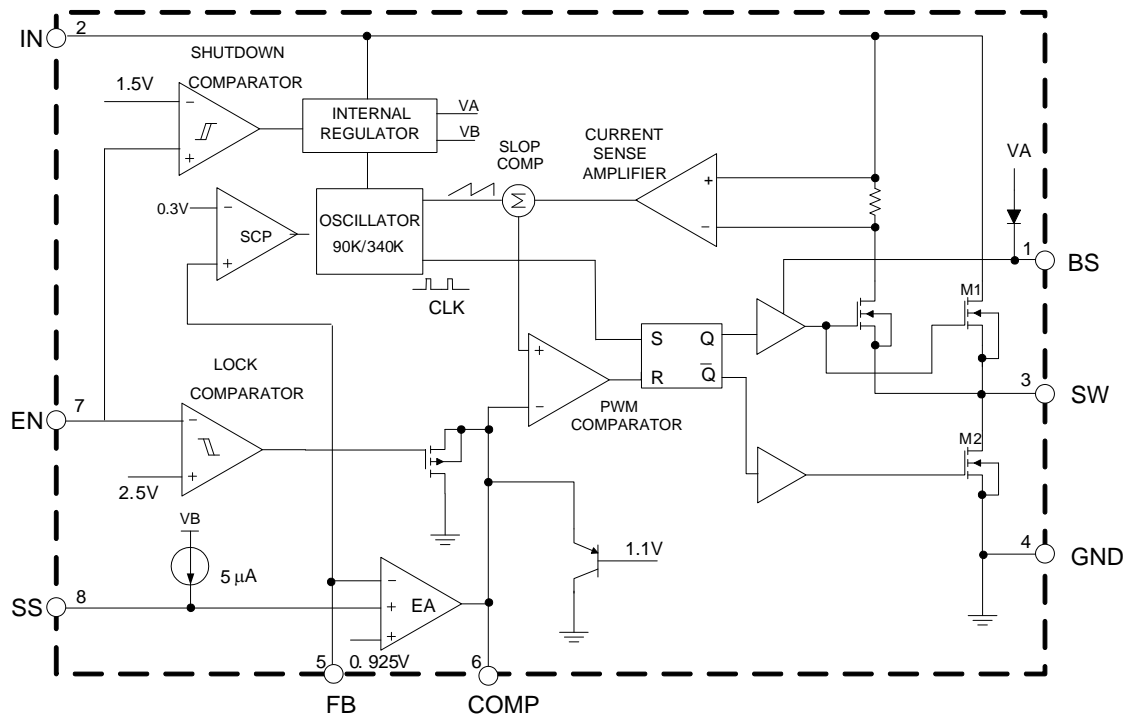 IN
2
SHUTDOWN
COMPARATOR
1.5V
−
+
INTERNAL
REGULATOR
VA
VB
SLOP
COMP
CURRENT
SENSE
AMPLIFIER
+
−
VA
Σ
0.3V
−
SCP
+
OSCILLATOR
90K/340K
CLK
1
BS
M1
S
Q
R
Q̅
+
−
PWM
COMPARATOR
LOCK
COMPARATOR
EN
7
−
+
2.5V
3
SW
M2
VB
5 μA
1.1V
4
GND
SS
8
−
+
+
EA
0. 925V
5
FB
6
COMP